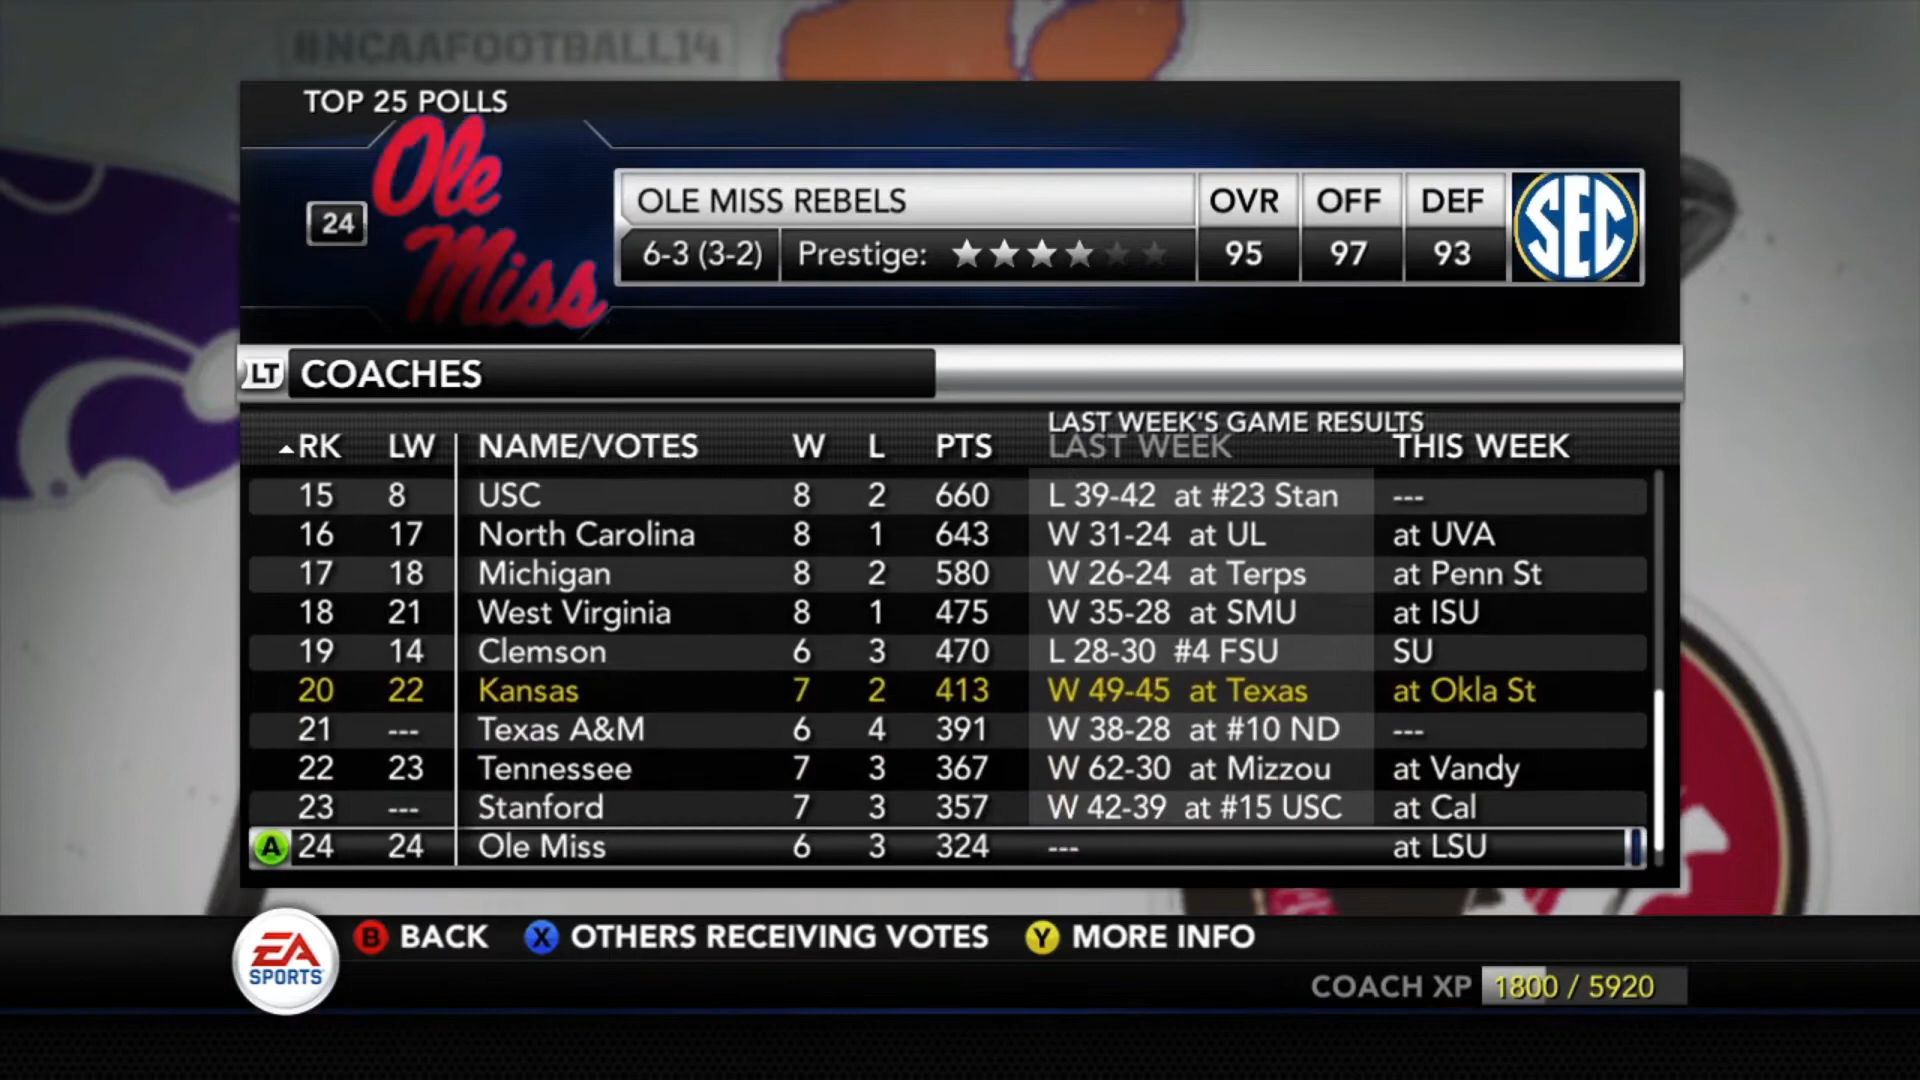 #NCAAFOOTBALL14
TOP 25 POLLS
Ole Miss
24
OLE MISS REBELS OVR OFF DEF
6-3 (3-2) Prestige: 95 97 93
SEC
LT COACHES
LAST WEEK'S GAME RESULTS
RK LW NAME/VOTES W L PTS LAST WEEK THIS WEEK
15 8 USC 8 2 660 L 39-42 at #23 Stan ---
16 17 North Carolina 8 1 643 W 31-24 at UL at UVA
17 18 Michigan 8 2 580 W 26-24 at Terps at Penn St
18 21 West Virginia 8 1 475 W 35-28 at SMU at ISU
19 14 Clemson 6 3 470 L 28-30 #4 FSU SU
20 22 Kansas 7 2 413 W 49-45 at Texas at Okla St
21 --- Texas A&M 6 4 391 W 38-28 at #10 ND ---
22 23 Tennessee 7 3 367 W 62-30 at Mizzou at Vandy
23 --- Stanford 7 3 357 W 42-39 at #15 USC at Cal
A 24 24 Ole Miss 6 3 324 --- at LSU
EA SPORTS
B BACK X OTHERS RECEIVING VOTES Y MORE INFO
COACH XP 1800 / 5920